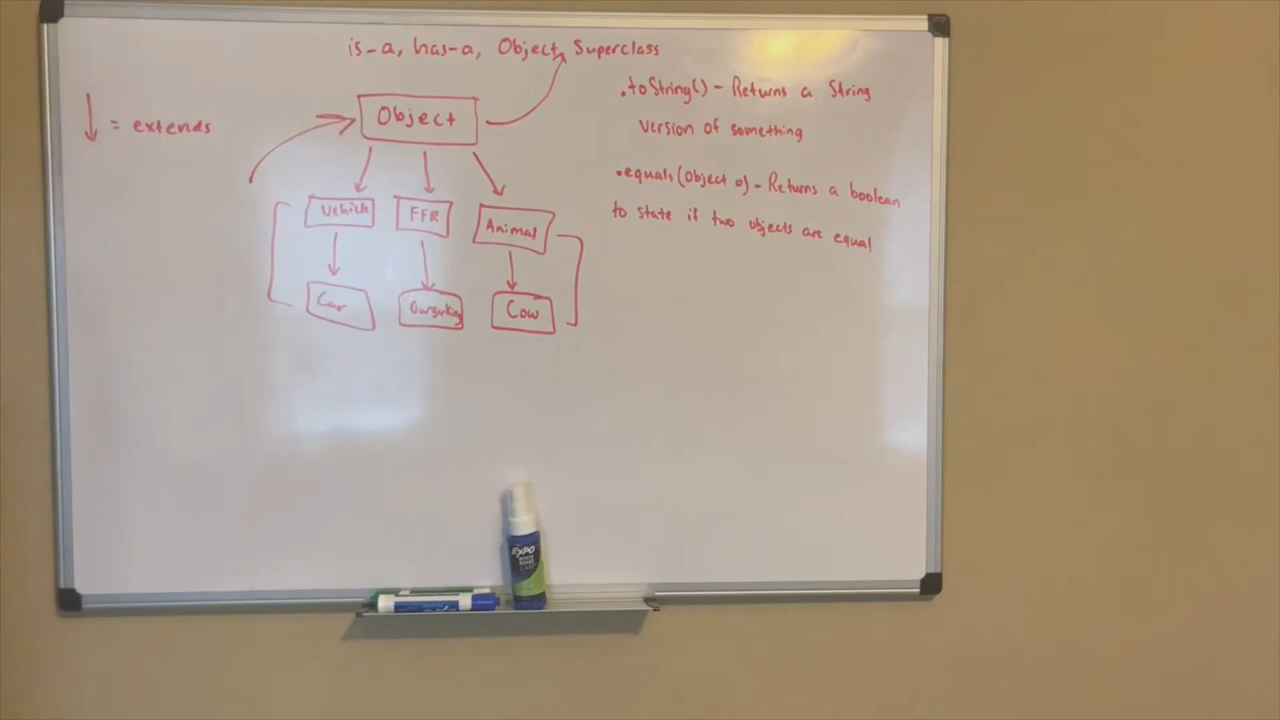 is-a, has-a, Object Superclass
↓ = extends
Object
Vehicle
FFR
Animal
Car
Cow
.toString() - Returns a String
version of something
.equals(Object o) - Returns a boolean
to state if two objects are equal
EXPO